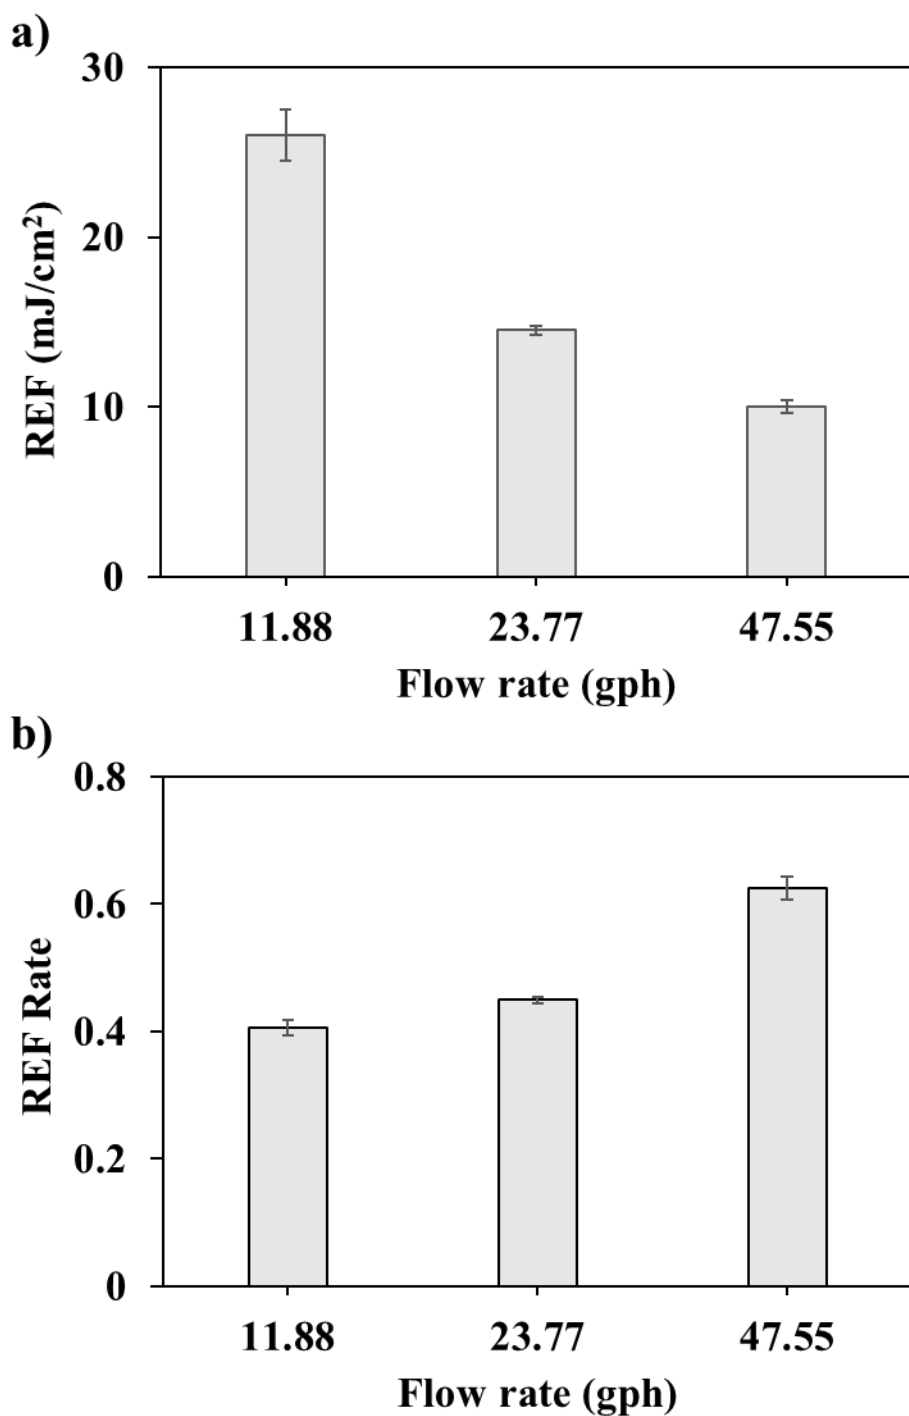 a)
30
20
10
0
REF (mJ/cm²)
11.88 23.77 47.55
Flow rate (gph)
b)
0.8
0.6
0.4
0.2
0
REF Rate
11.88 23.77 47.55
Flow rate (gph)